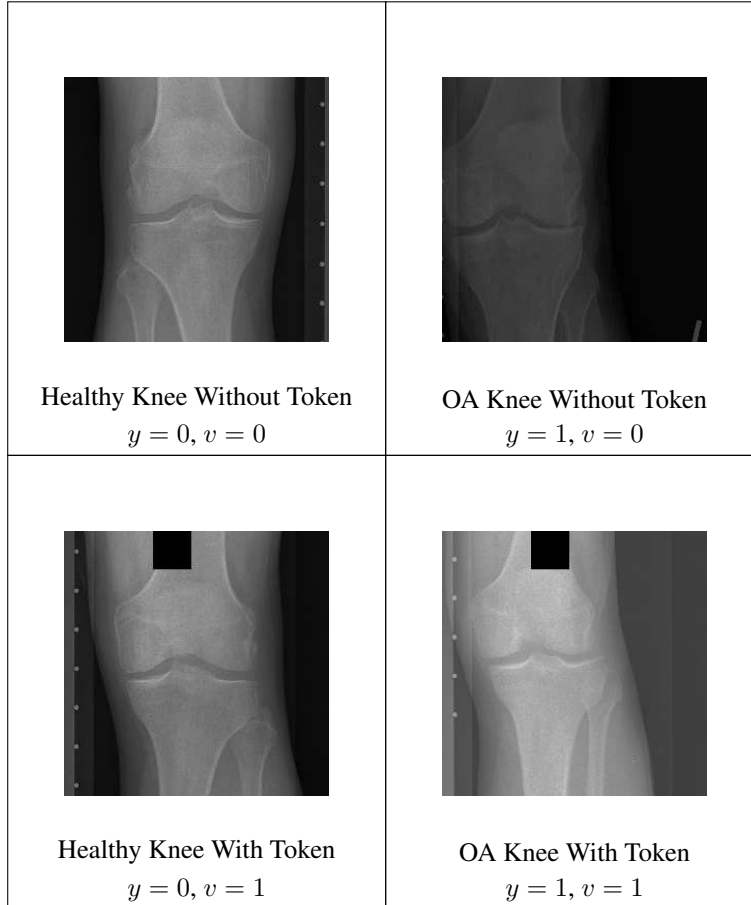 Healthy Knee Without Token
y = 0, v = 0
OA Knee Without Token
y = 1, v = 0
Healthy Knee With Token
y = 0, v = 1
OA Knee With Token
y = 1, v = 1